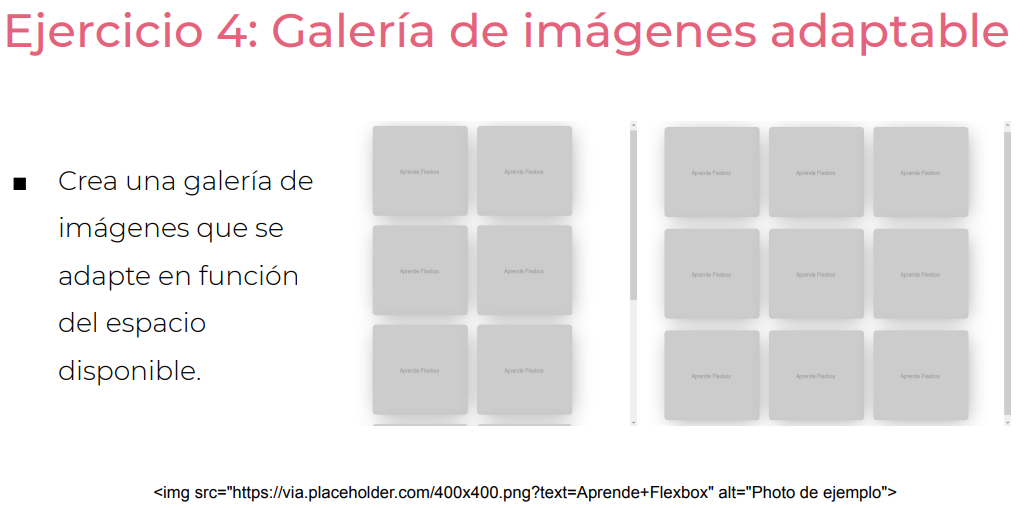 Ejercicio 4: Galería de imágenes adaptable
Crea una galería de
imágenes que se
adapte en función
del espacio
disponible.
Aprende Flexbox Aprende Flexbox
Aprende Flexbox Aprende Flexbox
Aprende Flexbox Aprende Flexbox
Aprende Flexbox Aprende Flexbox Aprende Flexbox
Aprende Flexbox Aprende Flexbox Aprende Flexbox
Aprende Flexbox Aprende Flexbox Aprende Flexbox
<img src="https://via.placeholder.com/400x400.png?text=Aprende+Flexbox" alt="Photo de ejemplo">